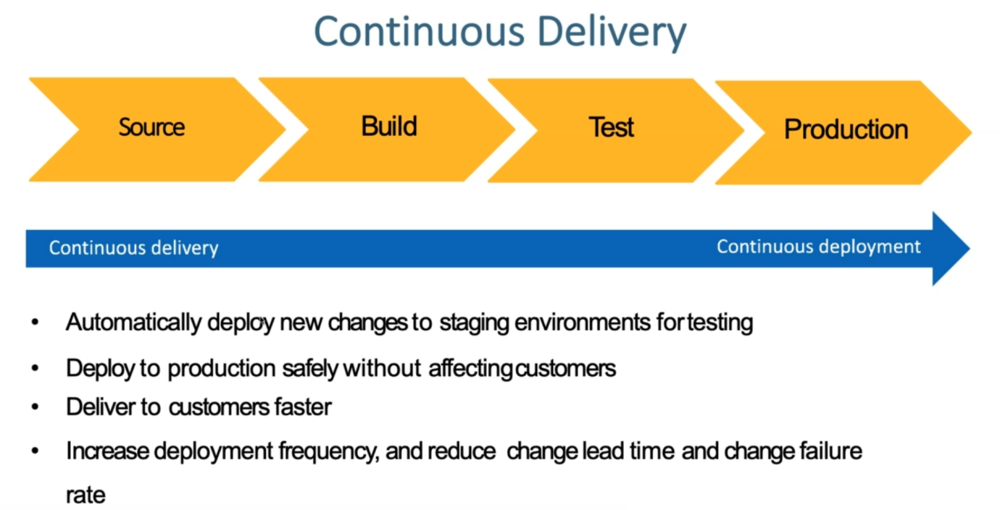 Continuous Delivery
Source
Build
Test
Production
Continuous delivery
Continuous deployment
• Automatically deploy new changes to staging environments for testing
• Deploy to production safely without affecting customers
• Deliver to customers faster
• Increase deployment frequency, and reduce change lead time and change failure
rate